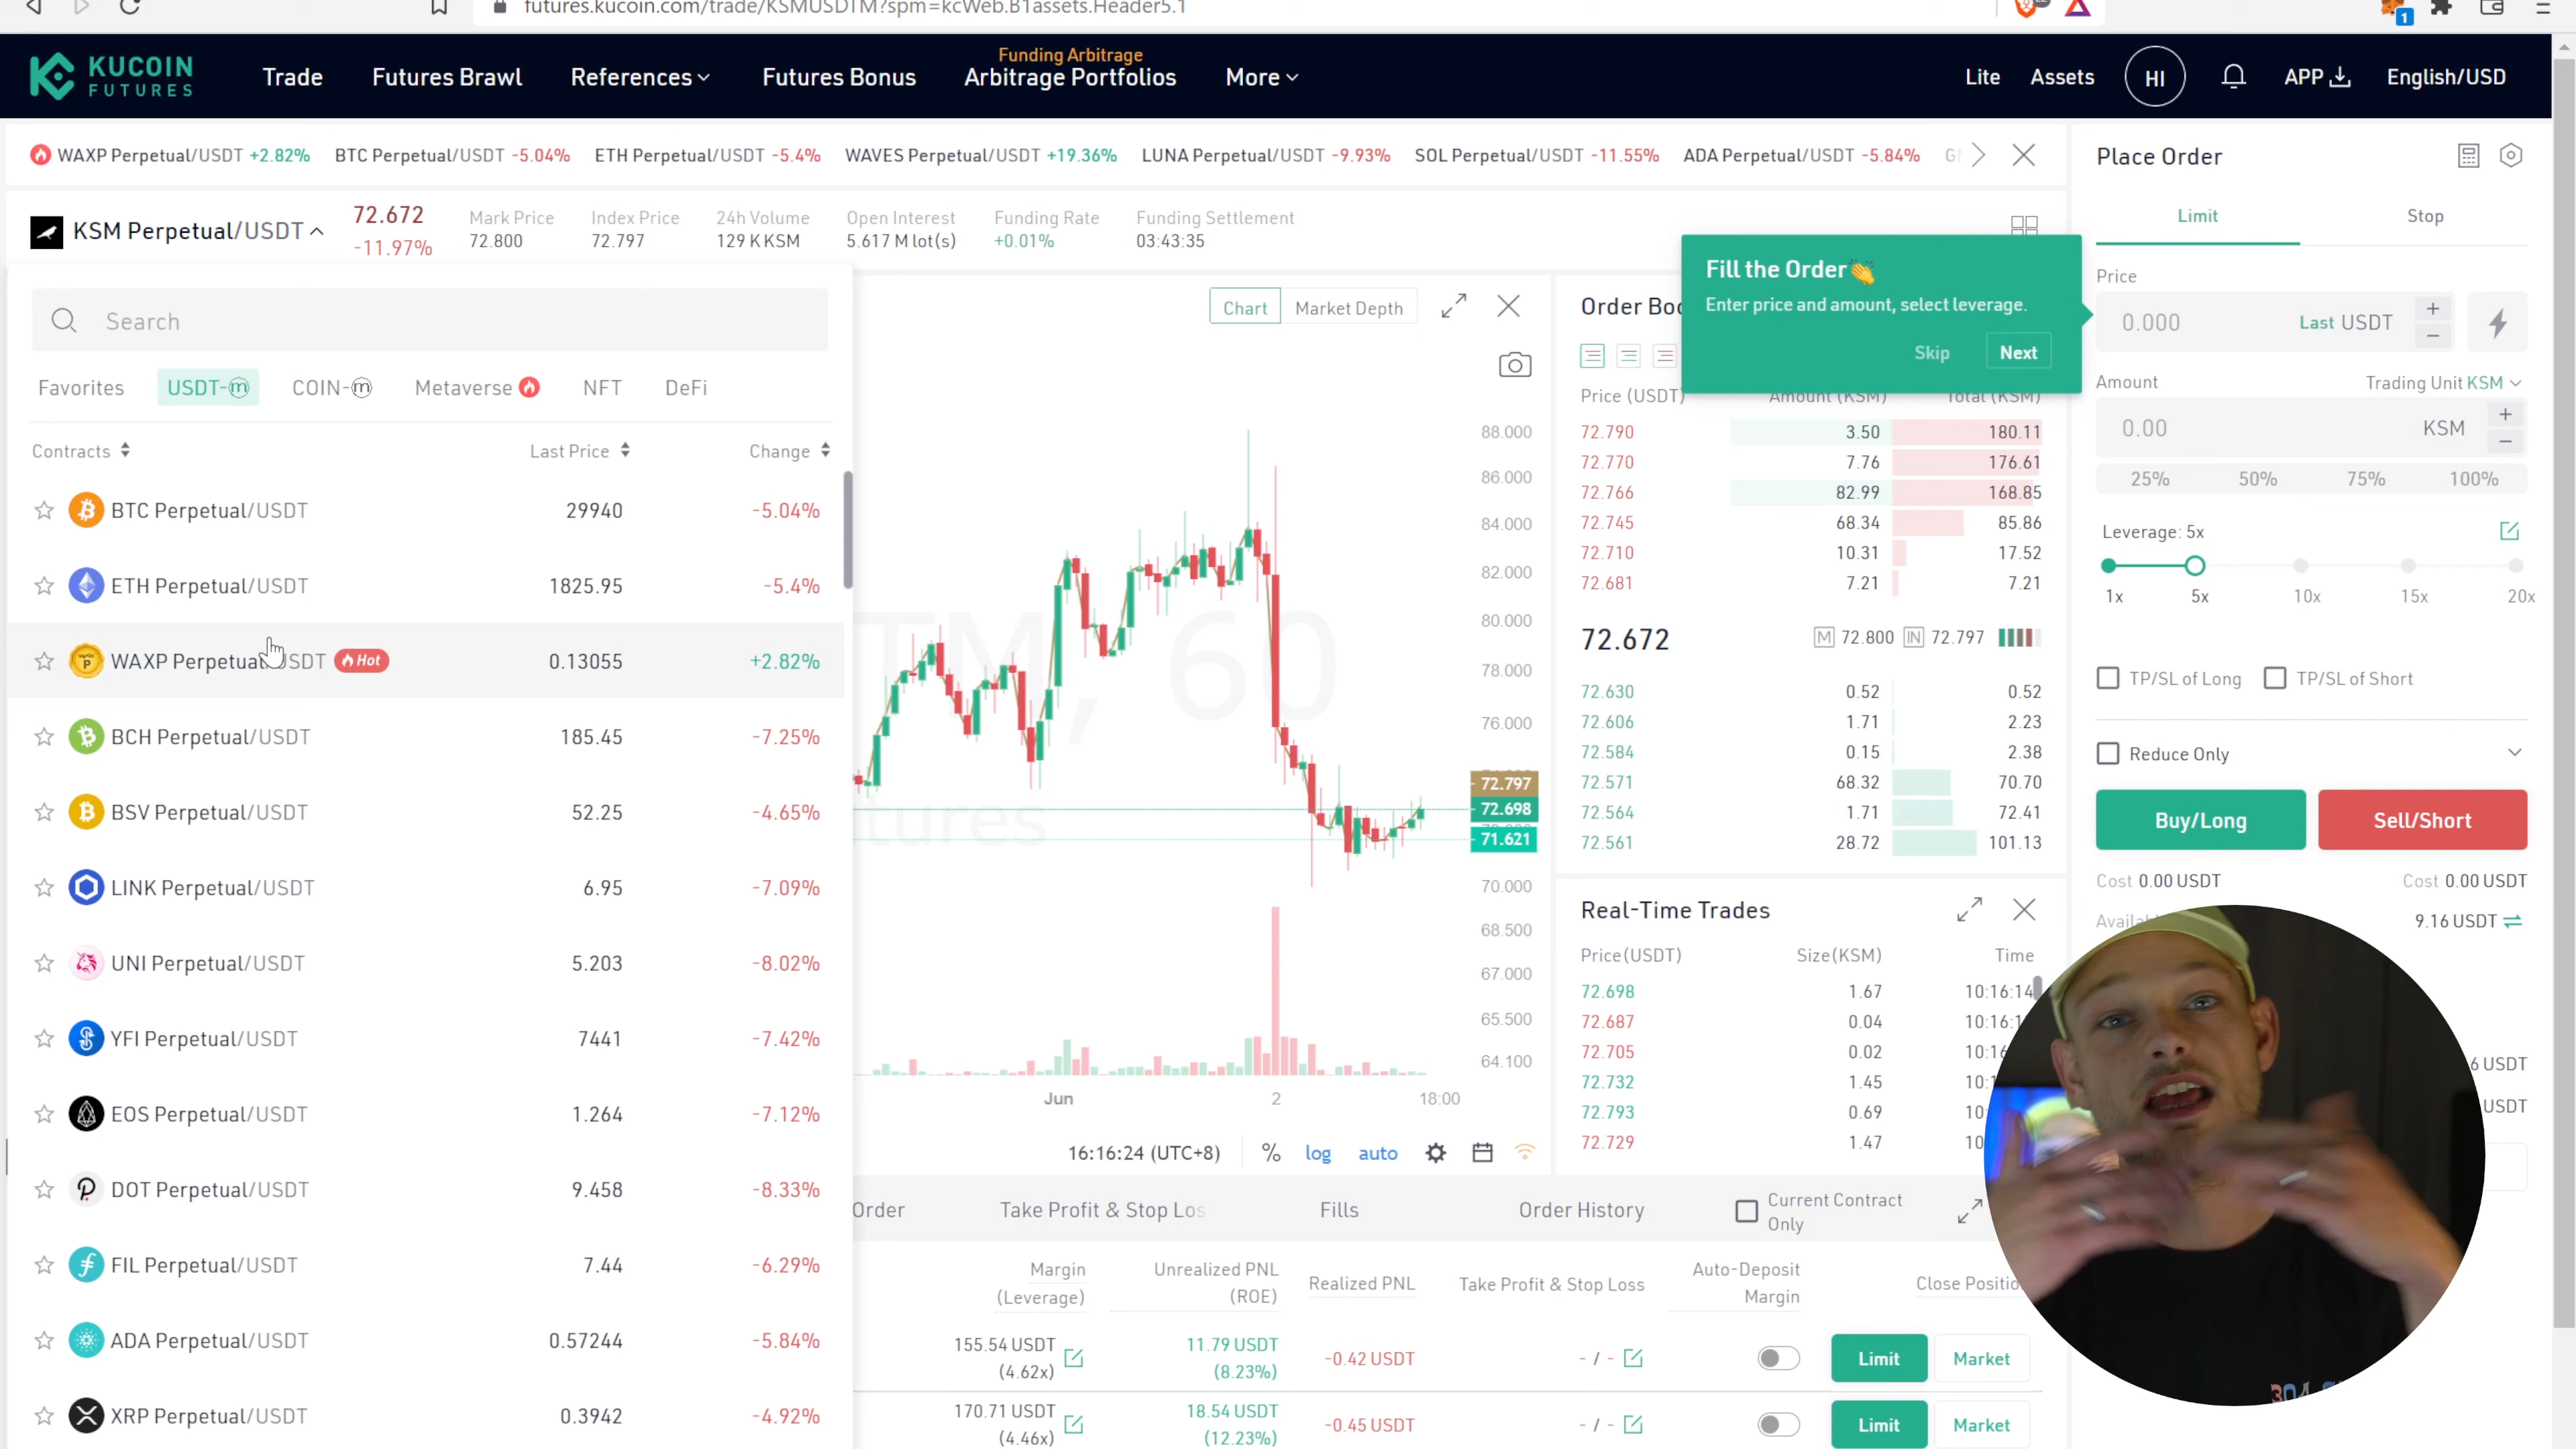 futures.kucoin.com/trade/KSMUSDTM?spm=kcWeb.B1assets.Header5.1
1
KUCOIN
FUTURES
Trade
Futures Brawl
References
Futures Bonus
Funding Arbitrage
Arbitrage Portfolios
More
Lite
Assets
HI
APP
English/USD
WAXP Perpetual/USDT +2.82%
BTC Perpetual/USDT -5.04%
ETH Perpetual/USDT -5.4%
WAVES Perpetual/USDT +19.36%
LUNA Perpetual/USDT -9.93%
SOL Perpetual/USDT -11.55%
ADA Perpetual/USDT -5.84%
KSM Perpetual/USDT
72.672
-11.97%
Mark Price
72.800
Index Price
72.797
24h Volume
129 K KSM
Open Interest
5.617 M lot(s)
Funding Rate
+0.01%
Funding Settlement
03:43:35
Search
Favorites
USDT-m
COIN-m
Metaverse
NFT
DeFi
Contracts
Last Price
Change
BTC Perpetual/USDT 29940 -5.04%
ETH Perpetual/USDT 1825.95 -5.4%
WAXP Perpetual/USDT Hot 0.13055 +2.82%
BCH Perpetual/USDT 185.45 -7.25%
BSV Perpetual/USDT 52.25 -4.65%
LINK Perpetual/USDT 6.95 -7.09%
UNI Perpetual/USDT 5.203 -8.02%
YFI Perpetual/USDT 7441 -7.42%
EOS Perpetual/USDT 1.264 -7.12%
DOT Perpetual/USDT 9.458 -8.33%
FIL Perpetual/USDT 7.44 -6.29%
ADA Perpetual/USDT 0.57244 -5.84%
XRP Perpetual/USDT 0.3942 -4.92%
Chart
Market Depth
TM, 60
88.000
86.000
84.000
82.000
80.000
78.000
76.000
72.797
72.698
71.621
70.000
68.500
67.000
65.500
64.100
Jun
2
18:00
16:16:24 (UTC+8)
%
log
auto
Order
Fill the Order
Enter price and amount, select leverage.
Skip
Next
Price (USDT)
Amount (KSM)
Total (KSM)
72.790 3.50 180.11
72.770 7.76 176.61
72.766 82.99 168.85
72.745 68.34 85.86
72.710 10.31 17.52
72.681 7.21 7.21
72.672
M 72.800 IN 72.797
72.630 0.52 0.52
72.606 1.71 2.23
72.584 0.15 2.38
72.571 68.32 70.70
72.564 1.71 72.41
72.561 28.72 101.13
Real-Time Trades
Price(USDT)
Size(KSM)
Time
72.698 1.67 10:16:14
72.687 0.04 10:16:
72.705 0.02
72.732 1.45
72.793 0.69
72.729 1.47
Place Order
Limit
Stop
Price
0.000
Last USDT
Amount
Trading Unit KSM
0.00
KSM
25%
50%
75%
100%
Leverage: 5x
1x
5x
10x
15x
20x
TP/SL of Long
TP/SL of Short
Reduce Only
Buy/Long
Sell/Short
Cost 0.00 USDT
Cost 0.00 USDT
9.16 USDT
USDT
USDT
Order
Take Profit & Stop Los
Fills
Order History
Current Contract
Only
Margin
(Leverage)
Unrealized PNL
(ROE)
Realized PNL
Take Profit & Stop Loss
Auto-Deposit
Margin
Close
155.54 USDT
(4.62x)
11.79 USDT
(8.23%)
-0.42 USDT
- / -
Limit
Market
170.71 USDT
(4.46x)
18.54 USDT
(12.23%)
-0.45 USDT
- / -
Limit
Market